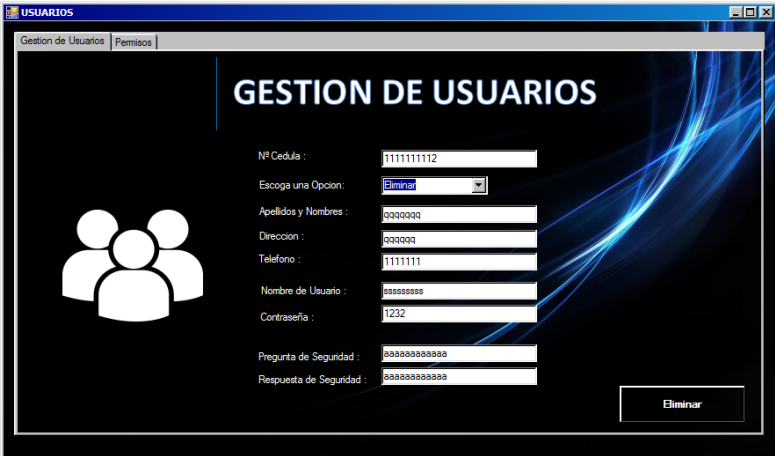 USUARIOS
Gestion de Usuarios Permisos
GESTION DE USUARIOS
Nº Cedula : 1111111112
Escoga una Opcion: Eliminar
Apellidos y Nombres : qqqqqqq
Direccion : qqqqqq
Telefono : 1111111
Nombre de Usuario : sssssssss
Contraseña : 1232
Pregunta de Seguridad : aaaaaaaaaaaa
Respuesta de Seguridad : aaaaaaaaaaaa
Eliminar